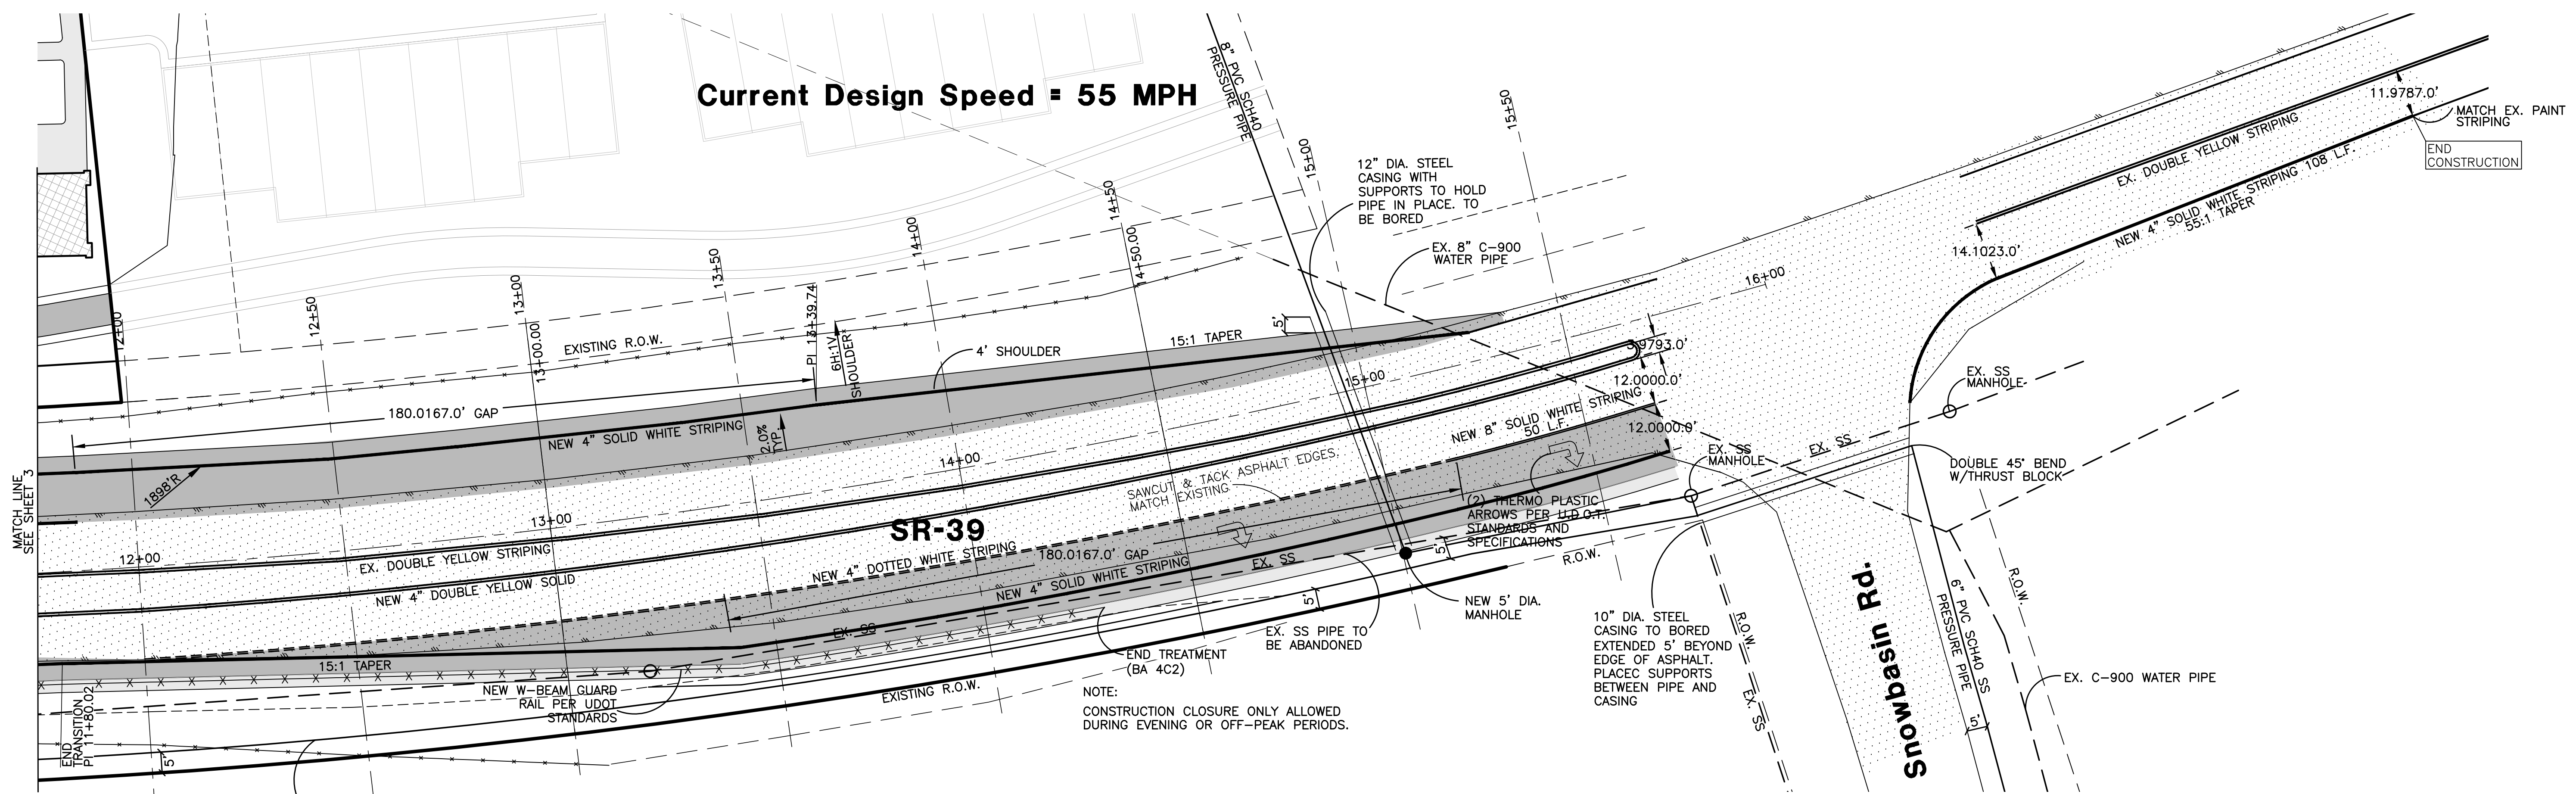 Current Design Speed = 55 MPH
8" PVC SCH40
PRESSURE PIPE
15+00
15+50
12" DIA. STEEL
CASING WITH
SUPPORTS TO HOLD
PIPE IN PLACE. TO
BE BORED
EX. 8" C-900
WATER PIPE
11.9787.0'
MATCH EX. PAINT
STRIPING
END
CONSTRUCTION
EX. DOUBLE YELLOW STRIPING
NEW 4" SOLID WHITE STRIPING 108 L.F.
55:1 TAPER
14.1023.0'
16+00
12+00
12+50
13+00
13+00.00
13+50
PI 13+39.74
14+00
14+50
14+50.00
EXISTING R.O.W.
6H:1V
SHOULDER
4' SHOULDER
15:1 TAPER
5'
3.9793.0'
12.0000.0'
12.0000.0'
180.0167.0' GAP
NEW 4" SOLID WHITE STRIPING
2.0%
TYP.
1898'R
15+00
NEW 8" SOLID WHITE STRIPING
50 L.F.
14+00
SAWCUT & TACK ASPHALT EDGES
MATCH EXISTING
EX. SS
MANHOLE
EX. SS
MANHOLE
EX. SS
DOUBLE 45° BEND
W/THRUST BLOCK
(2) THERMO PLASTIC
ARROWS PER U.D.O.T.
STANDARDS AND
SPECIFICATIONS
MATCH LINE
SEE SHEET 3
12+00
13+00
SR-39
EX. DOUBLE YELLOW STRIPING
NEW 4" DOUBLE YELLOW SOLID
NEW 4" DOTTED WHITE STRIPING
180.0167.0' GAP
NEW 4" SOLID WHITE STRIPING
EX. SS
EX. SS
5'
5'
R.O.W.
NEW 5' DIA.
MANHOLE
EX. SS PIPE TO
BE ABANDONED
END TREATMENT
(BA 4C2)
15:1 TAPER
NEW W-BEAM GUARD
RAIL PER UDOT
STANDARDS
EXISTING R.O.W.
END
TRANSITION
PI 11+80.02
5'
NOTE:
CONSTRUCTION CLOSURE ONLY ALLOWED
DURING EVENING OR OFF-PEAK PERIODS.
10" DIA. STEEL
CASING TO BORED
EXTENDED 5' BEYOND
EDGE OF ASPHALT.
PLACEC SUPPORTS
BETWEEN PIPE AND
CASING
R.O.W.
EX. SS
Snowbasin Rd.
6" PVC SCH40 SS
PRESSURE PIPE
R.O.W.
5'
EX. C-900 WATER PIPE